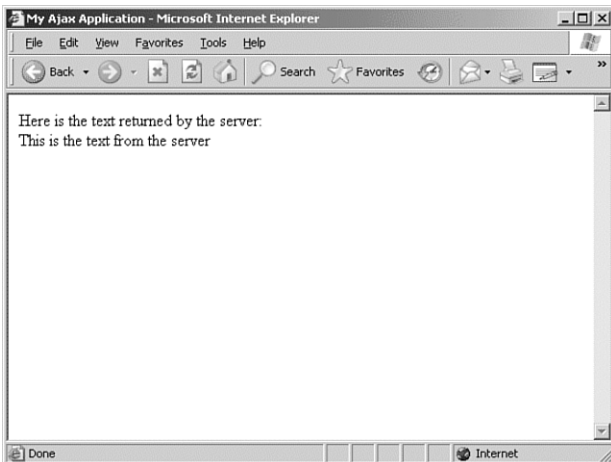 My Ajax Application - Microsoft Internet Explorer
File Edit View Favorites Tools Help
Back Search Favorites
Here is the text returned by the server:
This is the text from the server
Done Internet